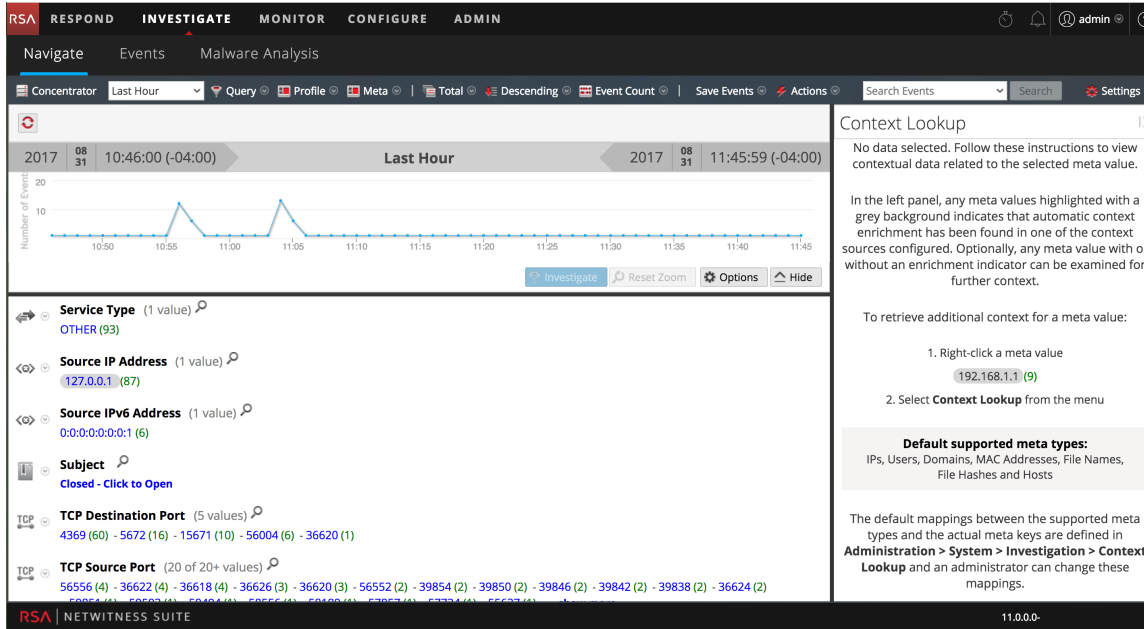 RSA RESPOND INVESTIGATE MONITOR CONFIGURE ADMIN admin
Navigate Events Malware Analysis
Concentrator Last Hour Query Profile Meta | Total Descending Event Count | Save Events Actions Search Events Search Settings
2017 08 31 10:46:00 (-04:00) Last Hour 2017 08 31 11:45:59 (-04:00)
Number of Event
20
10
10:50 10:55 11:00 11:05 11:10 11:15 11:20 11:25 11:30 11:35 11:40 11:45
Investigate Reset Zoom Options Hide
Service Type (1 value)
OTHER (93)
Source IP Address (1 value)
127.0.0.1 (87)
Source IPv6 Address (1 value)
0:0:0:0:0:0:0:1 (6)
Subject
Closed - Click to Open
TCP TCP Destination Port (5 values)
4369 (60) - 5672 (16) - 15671 (10) - 56004 (6) - 36620 (1)
TCP TCP Source Port (20 of 20+ values)
56556 (4) - 36622 (4) - 36618 (4) - 36626 (3) - 36620 (3) - 56552 (2) - 39854 (2) - 39850 (2) - 39846 (2) - 39842 (2) - 39838 (2) - 36624 (2)
Context Lookup
No data selected. Follow these instructions to view
contextual data related to the selected meta value.
In the left panel, any meta values highlighted with a
grey background indicates that automatic context
enrichment has been found in one of the context
sources configured. Optionally, any meta value with o
without an enrichment indicator can be examined for
further context.
To retrieve additional context for a meta value:
1. Right-click a meta value
192.168.1.1 (9)
2. Select Context Lookup from the menu
Default supported meta types:
IPs, Users, Domains, MAC Addresses, File Names,
File Hashes and Hosts
The default mappings between the supported meta
types and the actual meta keys are defined in
Administration > System > Investigation > Context
Lookup and an administrator can change these
mappings.
RSA | NETWITNESS SUITE 11.0.0.0-